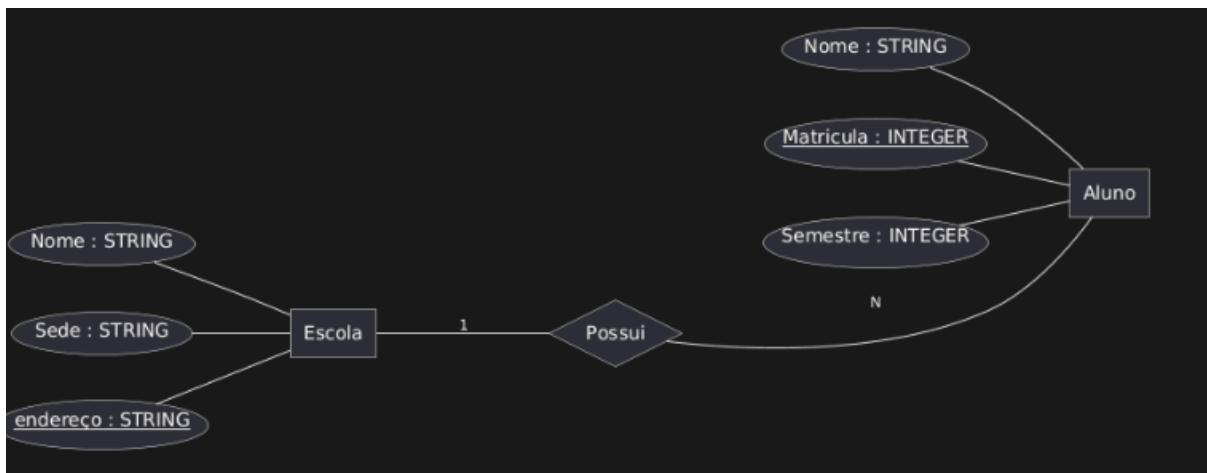 Nome : STRING
Matricula : INTEGER
Aluno
Semestre : INTEGER
Nome : STRING
N
Sede : STRING
Escola
1
Possui
endereço : STRING